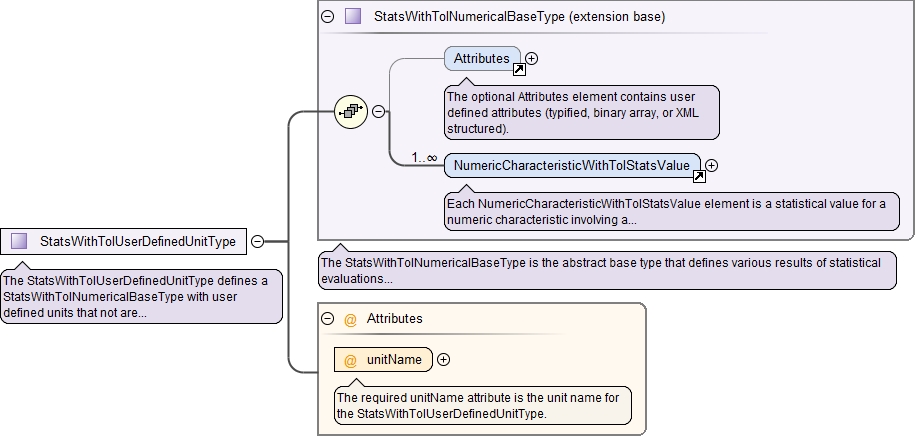 StatsWithTolNumericalBaseType (extension base)
Attributes
The optional Attributes element contains user
defined attributes (typified, binary array, or XML
structured).
1..∞
NumericCharacteristicWithTolStatsValue
Each NumericCharacteristicWithTolStatsValue element is a statistical value for a
numeric characteristic involving a...
StatsWithTolUserDefinedUnitType
The StatsWithTolUserDefinedUnitType defines a
StatsWithTolNumericalBaseType with user
defined units that not are...
The StatsWithTolNumericalBaseType is the abstract base type that defines various results of statistical
evaluations...
@ Attributes
@ unitName
The required unitName attribute is the unit name for
the StatsWithTolUserDefinedUnitType.